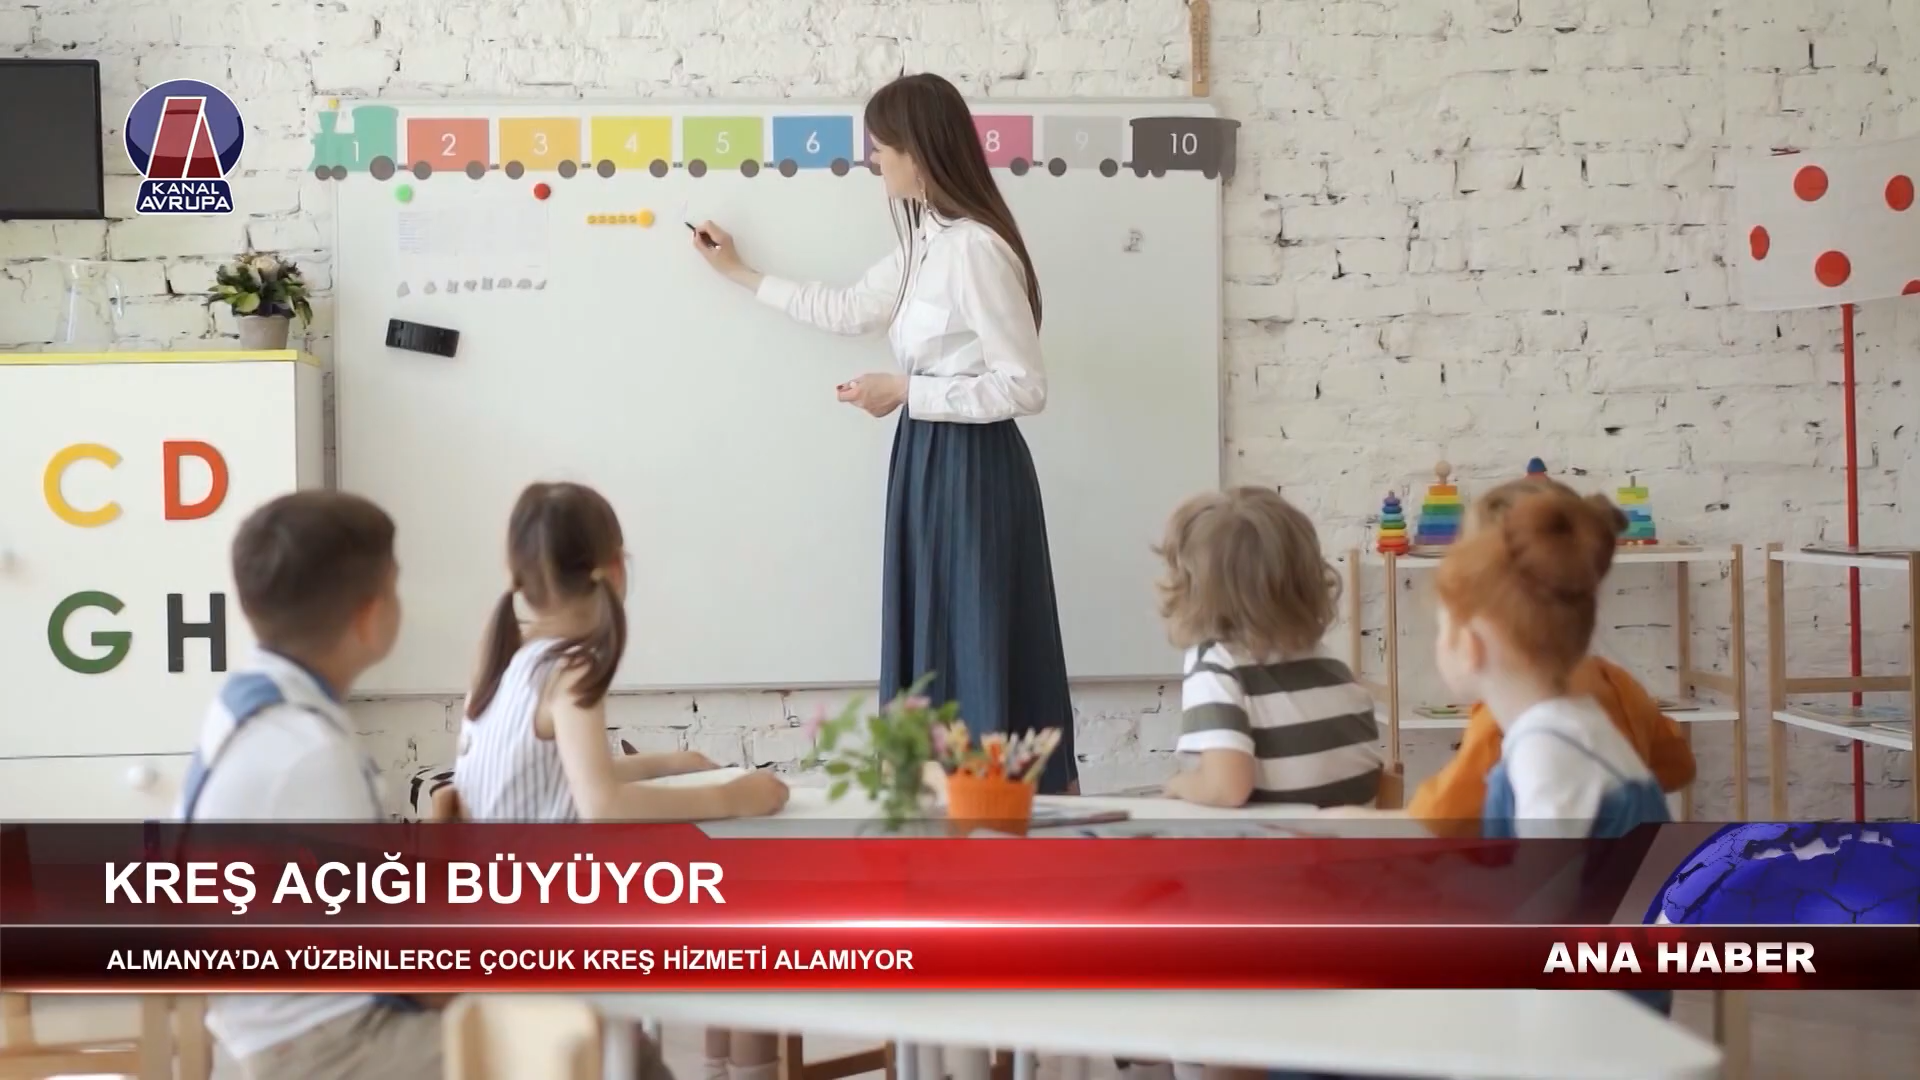 1 2 3 4 5 6 8 9 10
KANAL
AVRUPA
C D
G H
KREŞ AÇIĞI BÜYÜYOR
ALMANYA'DA YÜZBİNLERCE ÇOCUK KREŞ HİZMETİ ALAMIYOR
ANA HABER